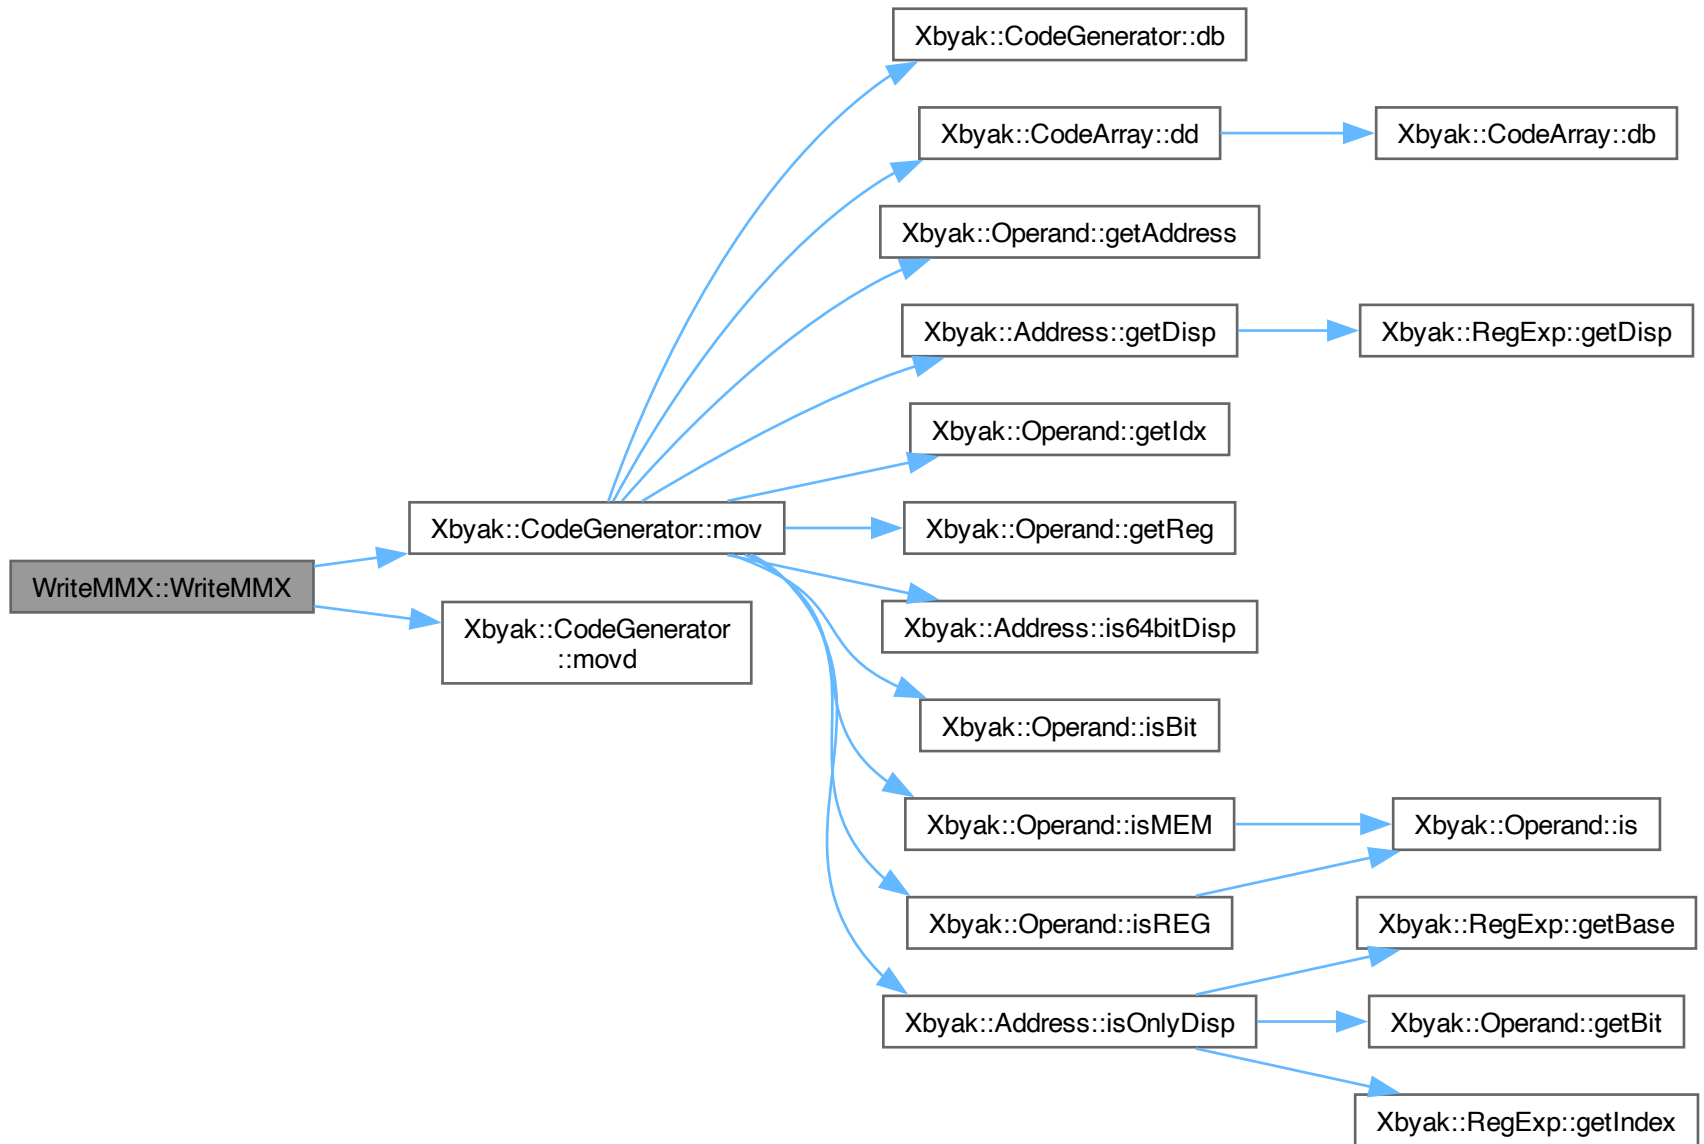 Xbyak::CodeGenerator::db
Xbyak::CodeArray::dd
Xbyak::CodeArray::db
Xbyak::Operand::getAddress
Xbyak::Address::getDisp
Xbyak::RegExp::getDisp
Xbyak::Operand::getIdx
Xbyak::CodeGenerator::mov
Xbyak::Operand::getReg
WriteMMX::WriteMMX
Xbyak::CodeGenerator
::movd
Xbyak::Address::is64bitDisp
Xbyak::Operand::isBit
Xbyak::Operand::isMEM
Xbyak::Operand::is
Xbyak::Operand::isREG
Xbyak::RegExp::getBase
Xbyak::Address::isOnlyDisp
Xbyak::Operand::getBit
Xbyak::RegExp::getIndex